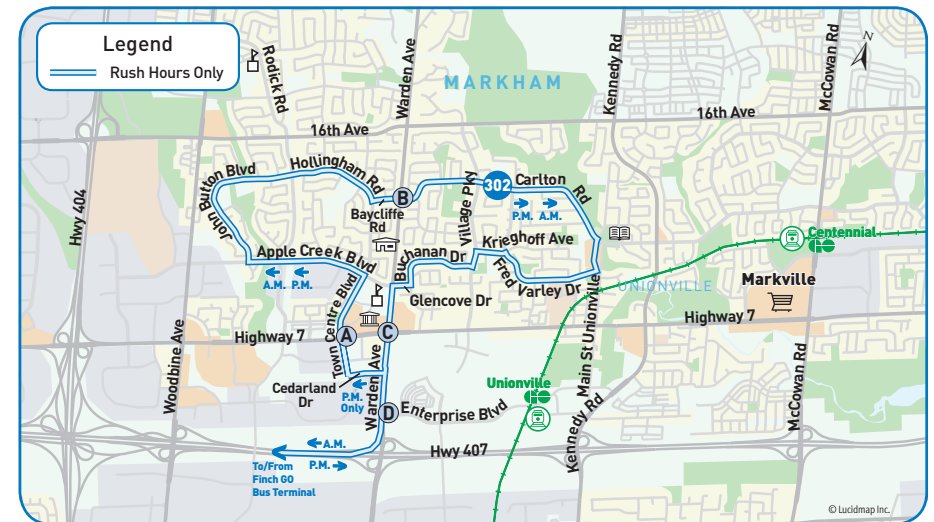 Legend
Rush Hours Only
Rodick Rd
Warden Ave
Kennedy Rd
McCowan Rd
N
MARKHAM
16th Ave
16th Ave
Hwy 404
John Button Blvd
Hollingham Rd
B
Baycliffe
Rd
Village Pky
302
Carlton
Rd
P.M. A.M.
Centennial
Apple Creek Blvd
A.M. P.M.
Buchanan Dr
Krieghoff Ave
Fred
Varley Dr
UNIONVILLE
Markville
Glencove Dr
Town Centre Blvd
Highway 7
A
C
Highway 7
Main St Unionville
Woodbine Ave
Cedarland
Dr
P.M.
Only
Warden Ave
D
Enterprise Blvd
Unionville
Kennedy Rd
McCowan Rd
A.M.
P.M.
Hwy 407
To/From
Finch GO
Bus Terminal
© Lucidmap Inc.